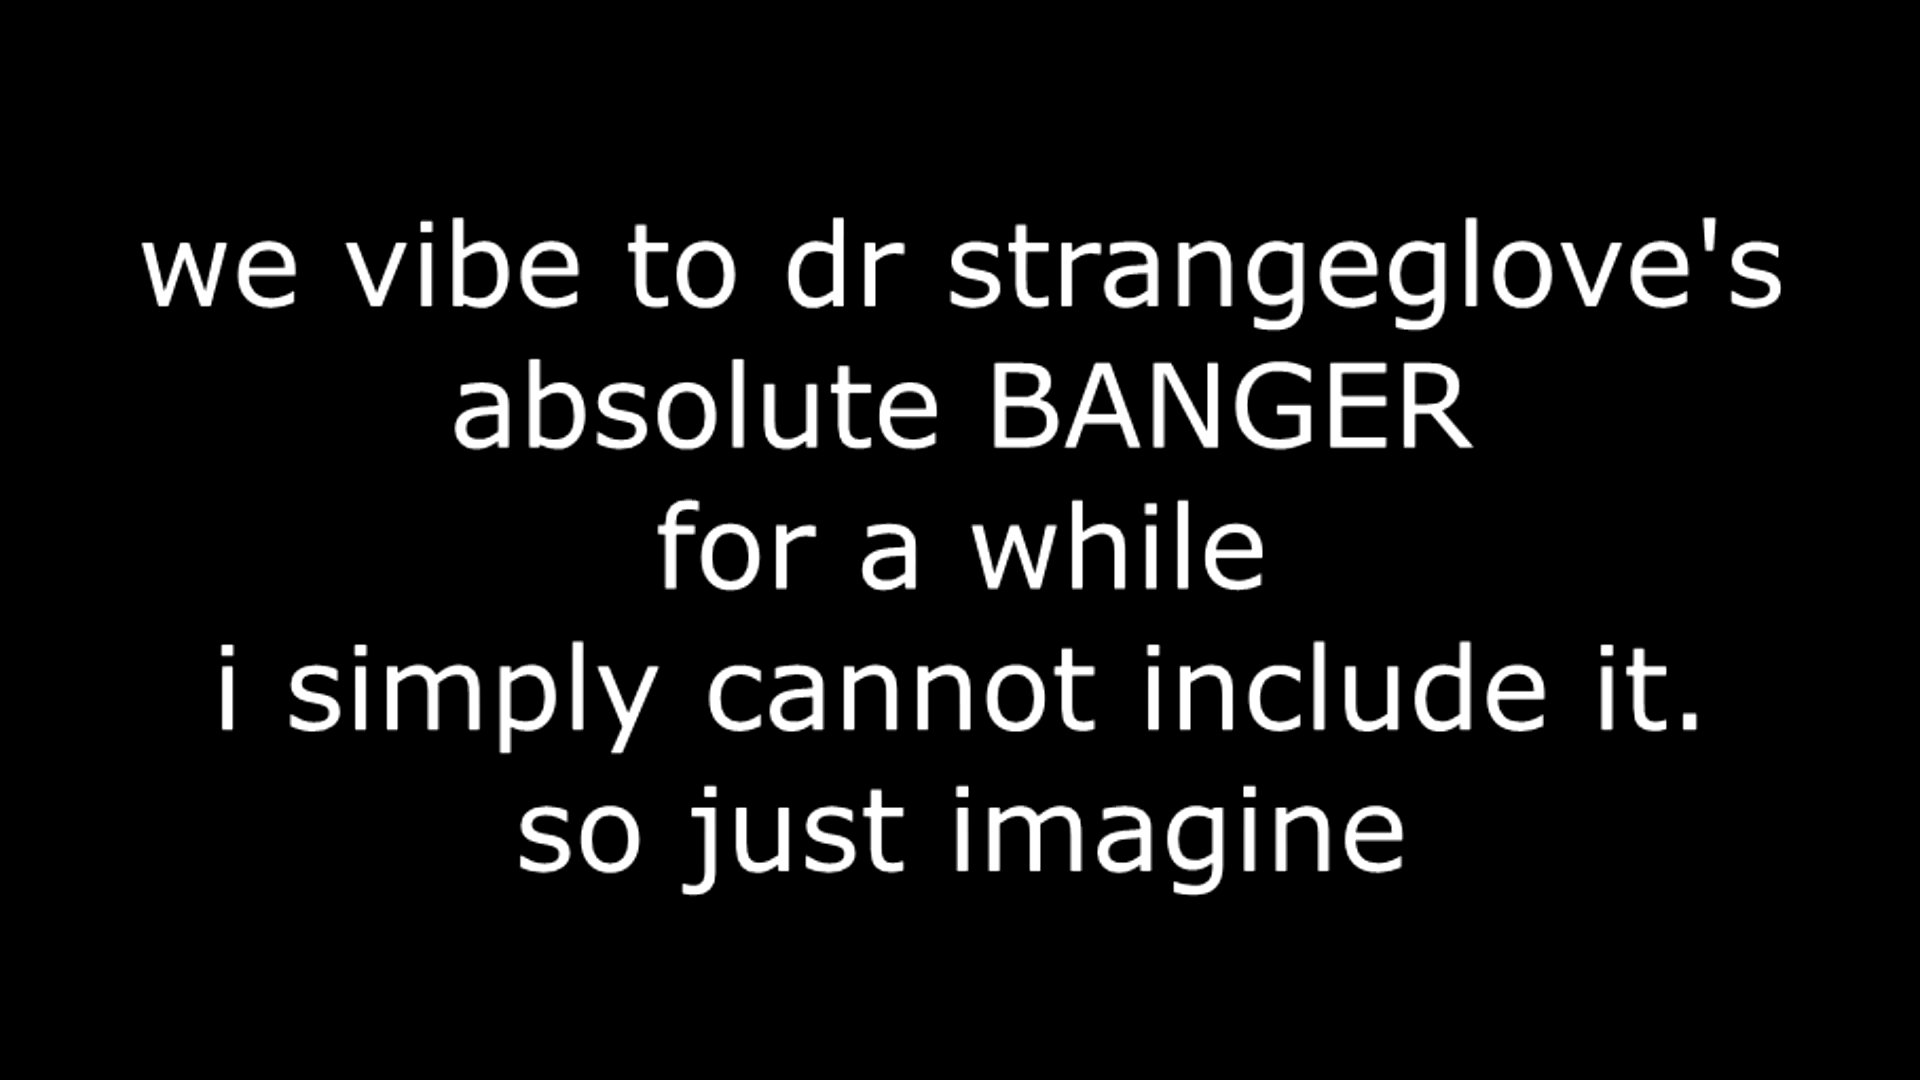 we vibe to dr strangeglove's
absolute BANGER
for a while
i simply cannot include it.
so just imagine